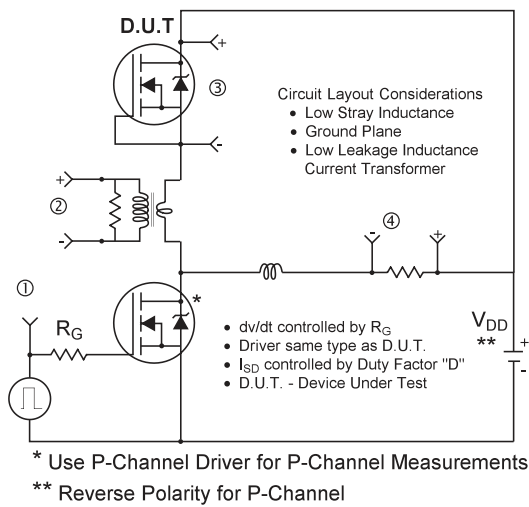 D.U.T
+
③
-
Circuit Layout Considerations
• Low Stray Inductance
• Ground Plane
• Low Leakage Inductance
Current Transformer
+
②
-
④
- +
①
R_G
*
• dv/dt controlled by R_G
• Driver same type as D.U.T.
• I_SD controlled by Duty Factor "D"
• D.U.T. - Device Under Test
V_DD
**
+
-
* Use P-Channel Driver for P-Channel Measurements
** Reverse Polarity for P-Channel